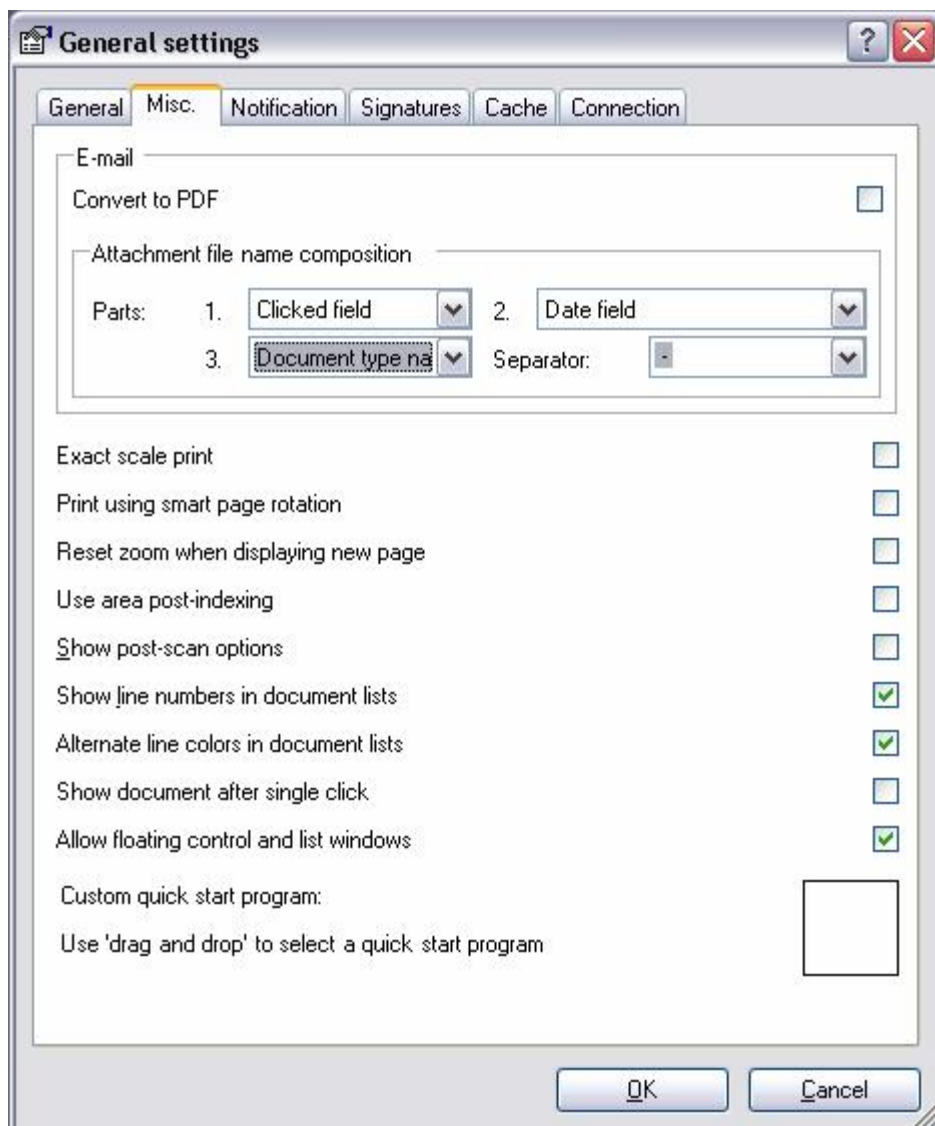 General settings
?
General Misc. Notification Signatures Cache Connection
E-mail
Convert to PDF
Attachment file name composition
Parts: 1. Clicked field 2. Date field
3. Document type na Separator: -
Exact scale print
Print using smart page rotation
Reset zoom when displaying new page
Use area post-indexing
Show post-scan options
Show line numbers in document lists
Alternate line colors in document lists
Show document after single click
Allow floating control and list windows
Custom quick start program:
Use 'drag and drop' to select a quick start program
OK Cancel